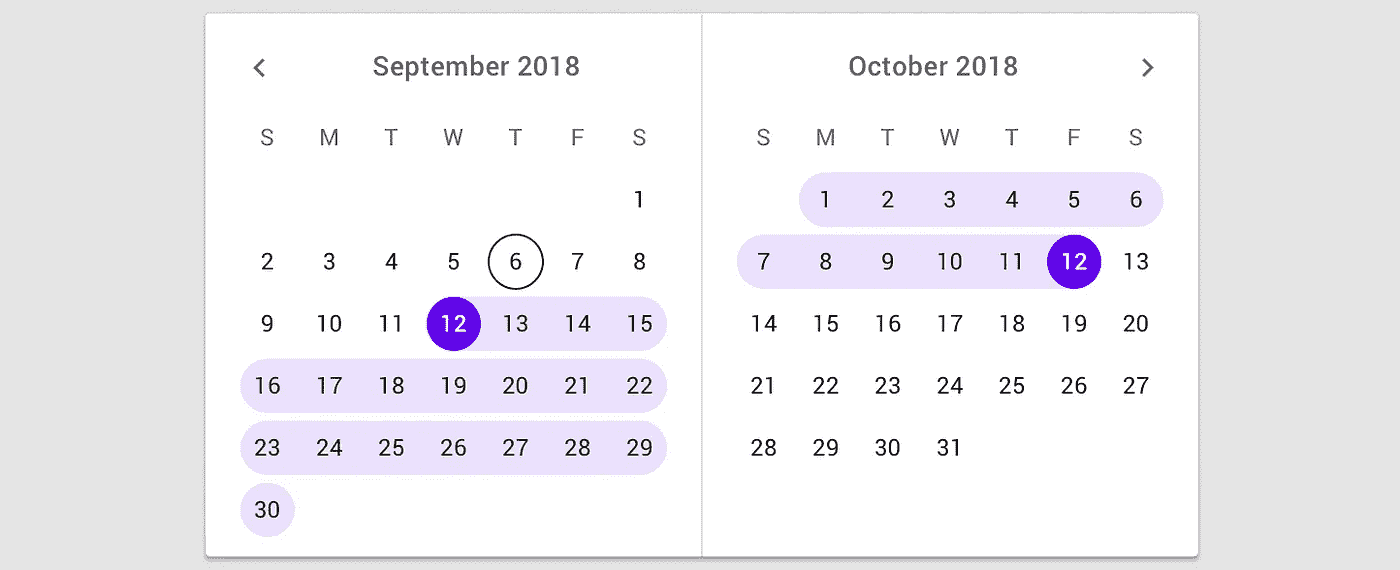 September 2018
S M T W T F S
1
2 3 4 5 6 7 8
9 10 11 12 13 14 15
16 17 18 19 20 21 22
23 24 25 26 27 28 29
30
October 2018
S M T W T F S
1 2 3 4 5 6
7 8 9 10 11 12 13
14 15 16 17 18 19 20
21 22 23 24 25 26 27
28 29 30 31